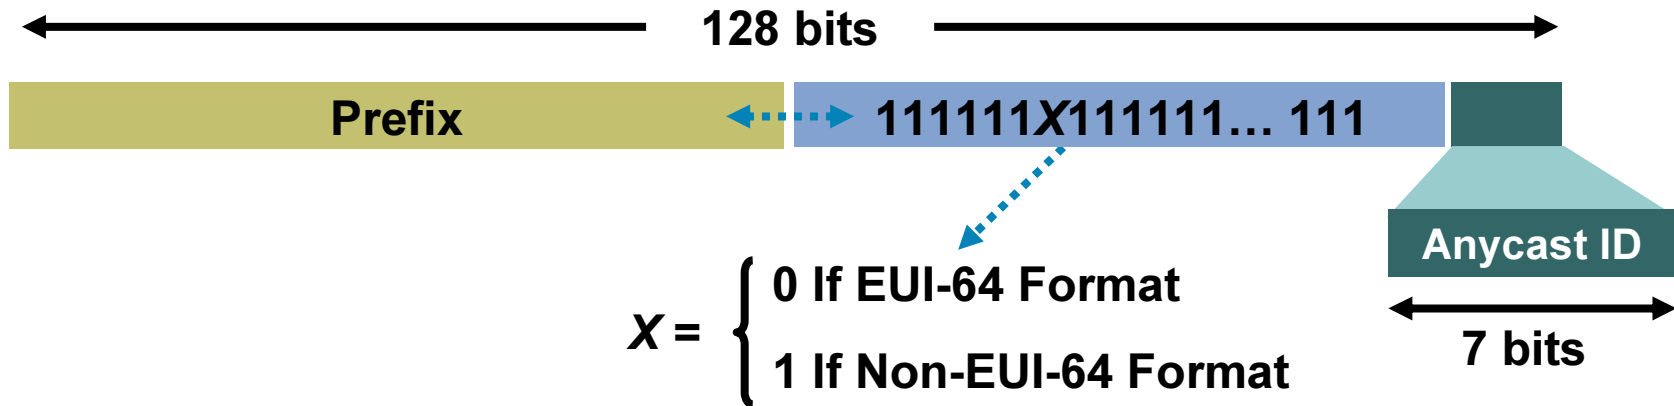 128 bits
Prefix
111111X111111... 111
Anycast ID
7 bits
X =
0 If EUI-64 Format
1 If Non-EUI-64 Format